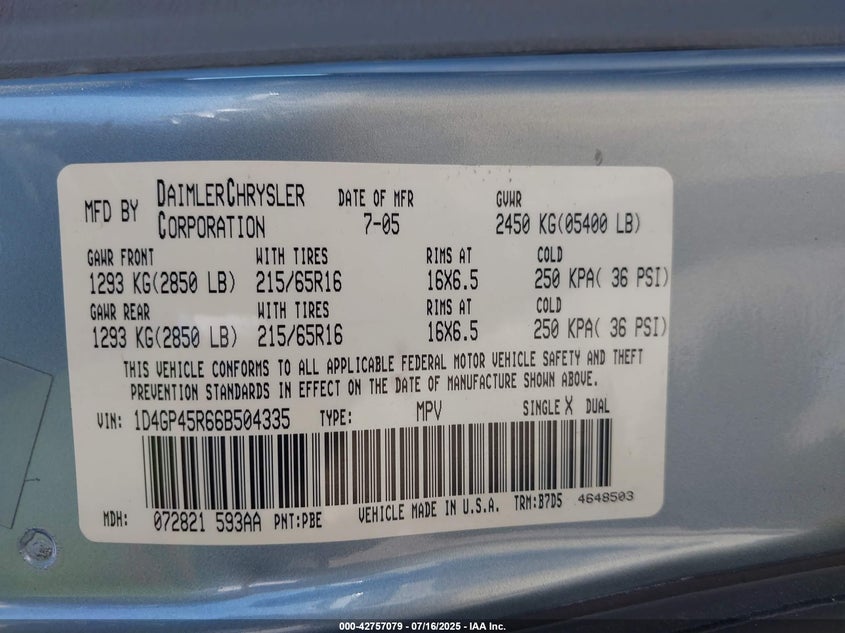 MFD BY DAIMLERCHRYSLER CORPORATION DATE OF MFR 7-05 GVWR 2450 KG(05400 LB)
GAWR FRONT WITH TIRES RIMS AT COLD
1293 KG(2850 LB) 215/65R16 16X6.5 250 KPA( 36 PSI)
GAWR REAR WITH TIRES RIMS AT COLD
1293 KG(2850 LB) 215/65R16 16X6.5 250 KPA( 36 PSI)
THIS VEHICLE CONFORMS TO ALL APPLICABLE FEDERAL MOTOR VEHICLE SAFETY AND THEFT
PREVENTION STANDARDS IN EFFECT ON THE DATE OF MANUFACTURE SHOWN ABOVE.
VIN: 1D4GP45R66B504335 TYPE: MPV SINGLE X DUAL
MDH: 072821 593AA PNT:PBE VEHICLE MADE IN U.S.A. TRM:B7D5 4648503
000-42757079 - 07/16/2025 - IAA Inc.